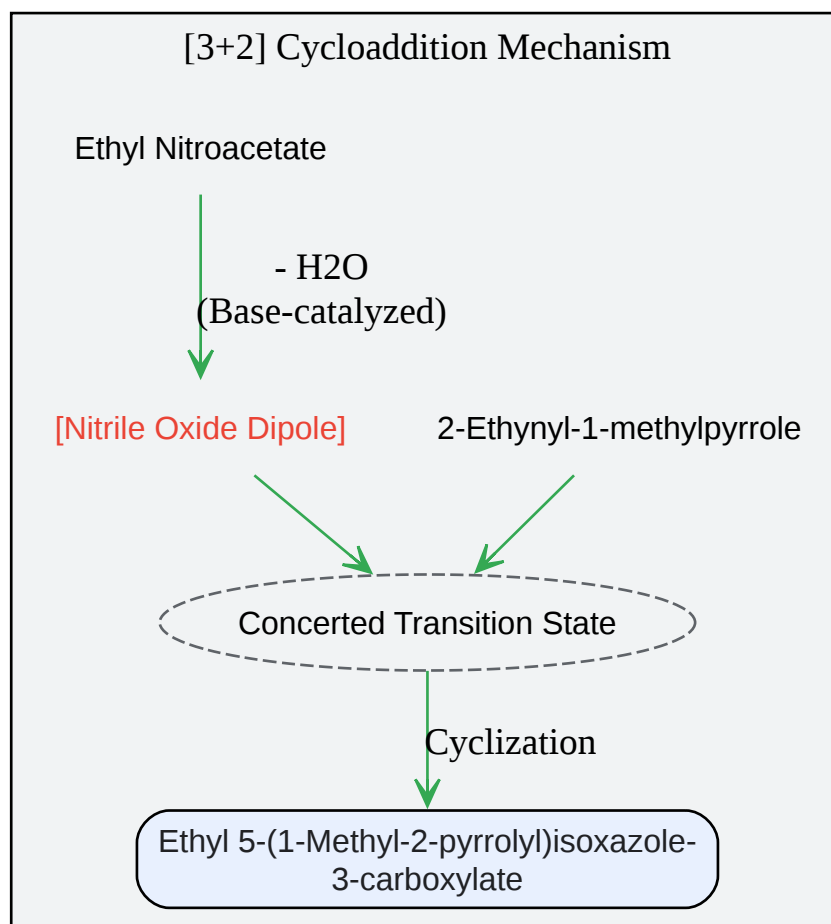 [3+2] Cycloaddition Mechanism
Ethyl Nitroacetate
- H2O
(Base-catalyzed)
[Nitrile Oxide Dipole]
2-Ethynyl-1-methylpyrrole
Concerted Transition State
Cyclization
Ethyl 5-(1-Methyl-2-pyrrolyl)isoxazole-
3-carboxylate